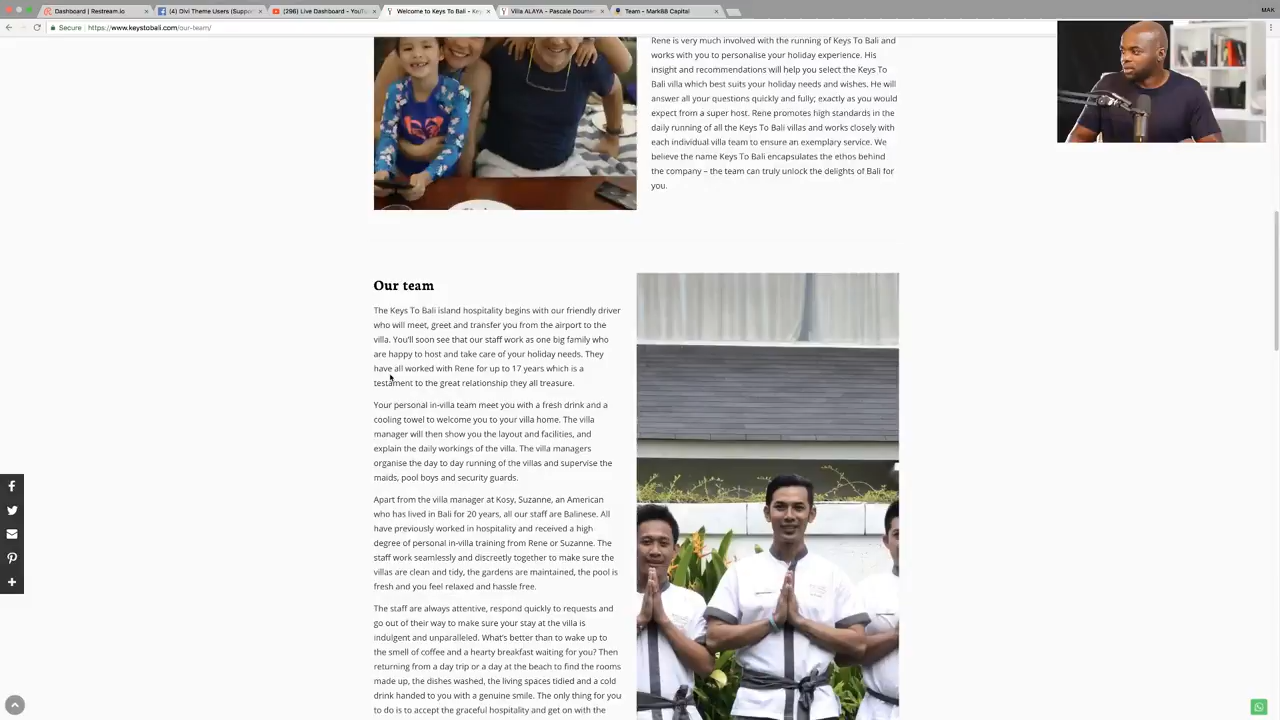 Dashboard | Restream.io
(4) Divi Theme Users (Suppor
(296) Live Dashboard - YouTu
Welcome to Keys To Bali - Key
Villa ALAYA - Pascale Doumen
Team - Mark88 Capital
MAK
Secure
https://www.keystobali.com/our-team/
Rene is very much involved with the running of Keys To Bali and
works with you to personalise your holiday experience. His
insight and recommendations will help you select the Keys To
Bali villa which best suits your holiday needs and wishes. He will
answer all your questions quickly and fully; exactly as you would
expect from a super host. Rene promotes high standards in the
daily running of all the Keys To Bali villas and works closely with
each individual villa team to ensure an exemplary service. We
believe the name Keys To Bali encapsulates the ethos behind
the company – the team can truly unlock the delights of Bali for
you.
Our team
The Keys To Bali island hospitality begins with our friendly driver
who will meet, greet and transfer you from the airport to the
villa. You'll soon see that our staff work as one big family who
are happy to host and take care of your holiday needs. They
have all worked with Rene for up to 17 years which is a
testament to the great relationship they all treasure.
Your personal in-villa team meet you with a fresh drink and a
cooling towel to welcome you to your villa home. The villa
manager will then show you the layout and facilities, and
explain the daily workings of the villa. The villa managers
organise the day to day running of the villas and supervise the
maids, pool boys and security guards.
Apart from the villa manager at Kosy, Suzanne, an American
who has lived in Bali for 20 years, all our staff are Balinese. All
have previously worked in hospitality and received a high
degree of personal in-villa training from Rene or Suzanne. The
staff work seamlessly and discreetly together to make sure the
villas are clean and tidy, the gardens are maintained, the pool is
fresh and you feel relaxed and hassle free.
The staff are always attentive, respond quickly to requests and
go out of their way to make sure your stay at the villa is
indulgent and unparalleled. What's better than to wake up to
the smell of coffee and a hearty breakfast waiting for you? Then
returning from a day trip or a day at the beach to find the rooms
made up, the dishes washed, the living spaces tidied and a cold
drink handed to you with a genuine smile. The only thing for you
to do is to accept the graceful hospitality and get on with the